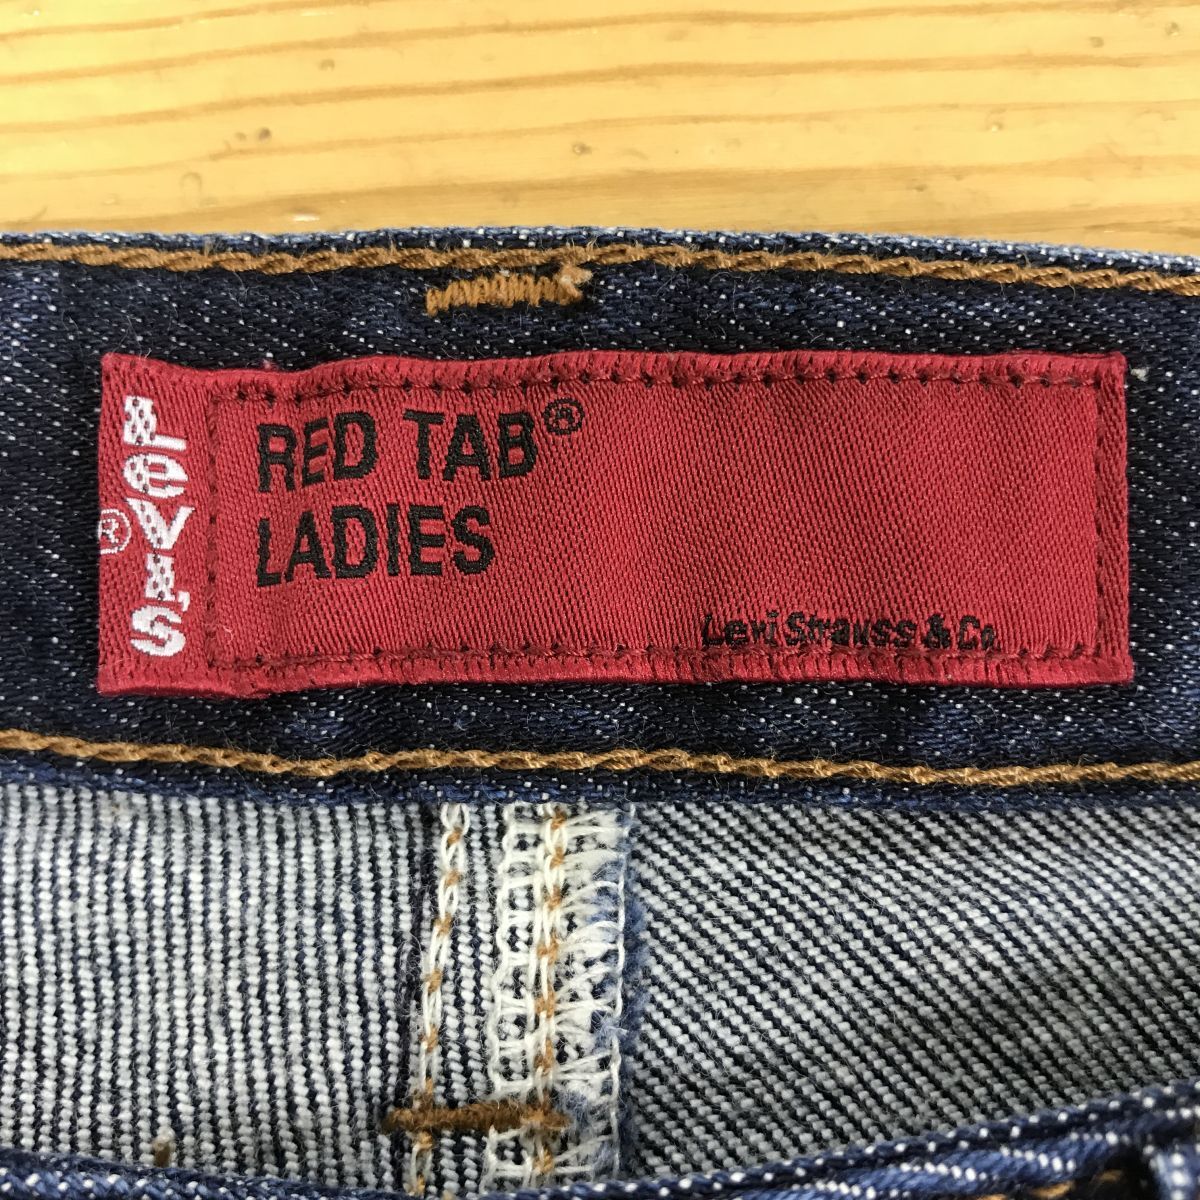 LEVI'S
®
RED TAB®
LADIES
Levi Strauss & Co.